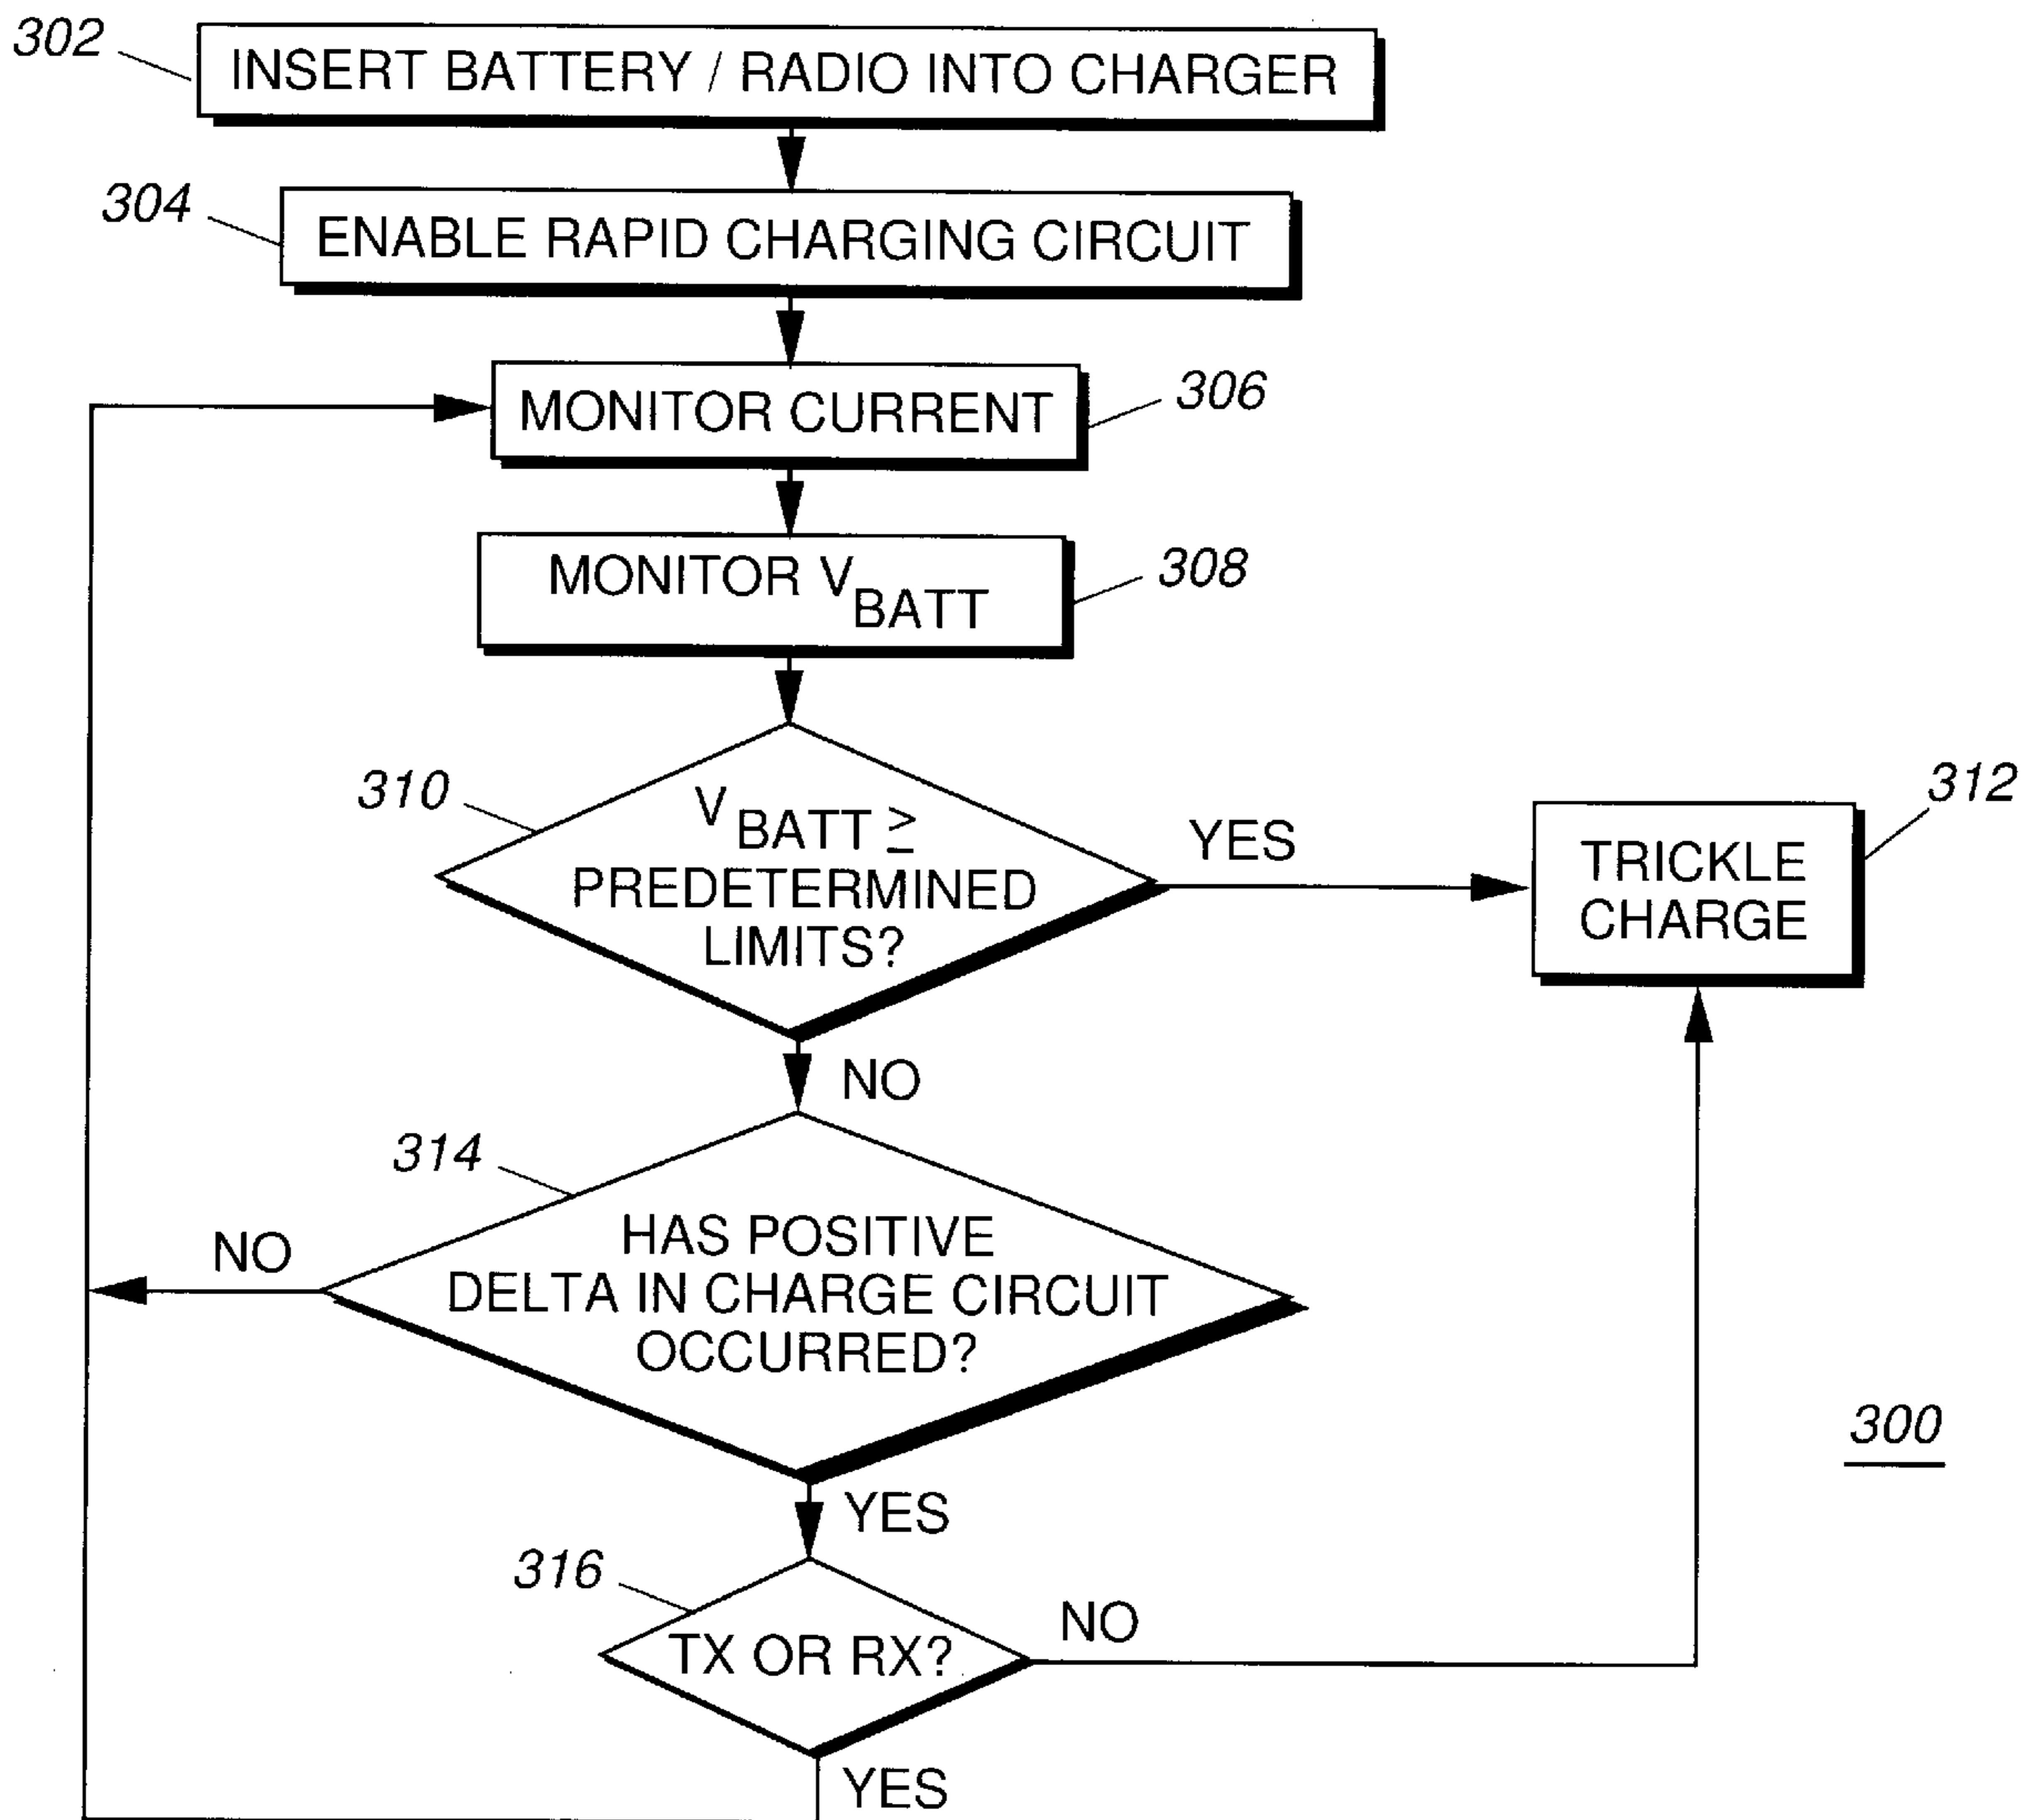 302
INSERT BATTERY / RADIO INTO CHARGER
304
ENABLE RAPID CHARGING CIRCUIT
MONITOR CURRENT
306
MONITOR V BATT
308
310
V BATT ≥
PREDETERMINED
LIMITS?
YES
312
TRICKLE
CHARGE
NO
314
HAS POSITIVE
DELTA IN CHARGE CIRCUIT
OCCURRED?
NO
YES
300
316
TX OR RX?
NO
YES